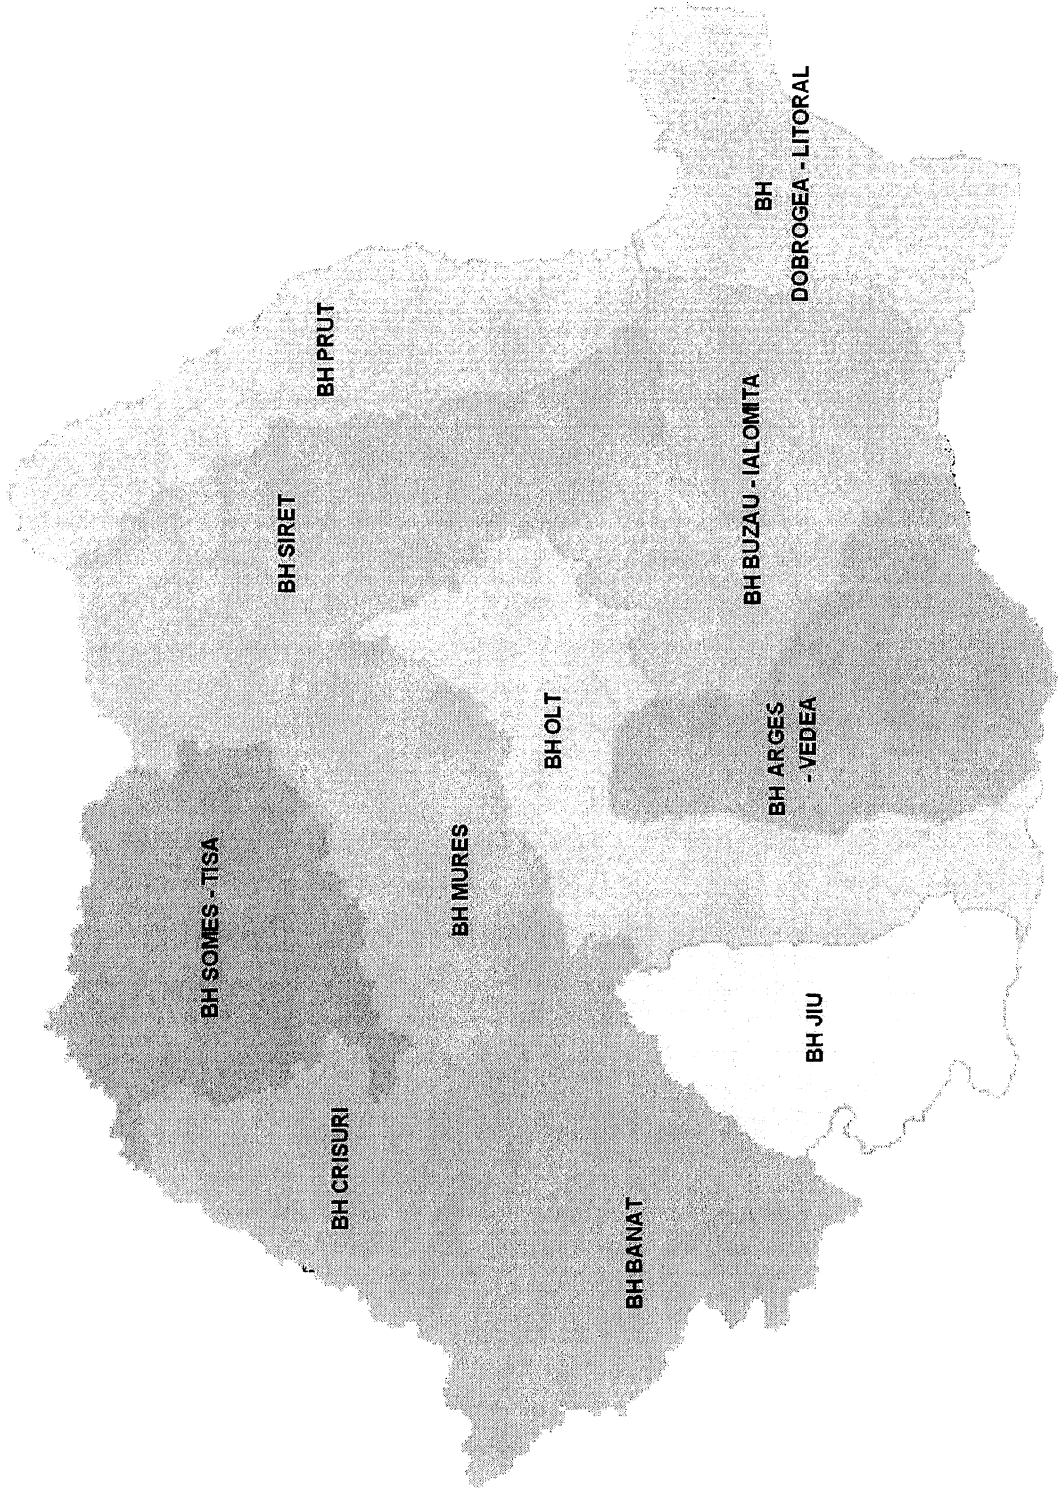 BH SOMES - TISA
BH CRISURI
BH MURES
BH SIRET
BH PRUT
BH OLT
BH BANAT
BH JIU
BH ARGES
- VEDEA
BH BUZAU - IALOMITA
BH
DOBROGEA - LITORAL